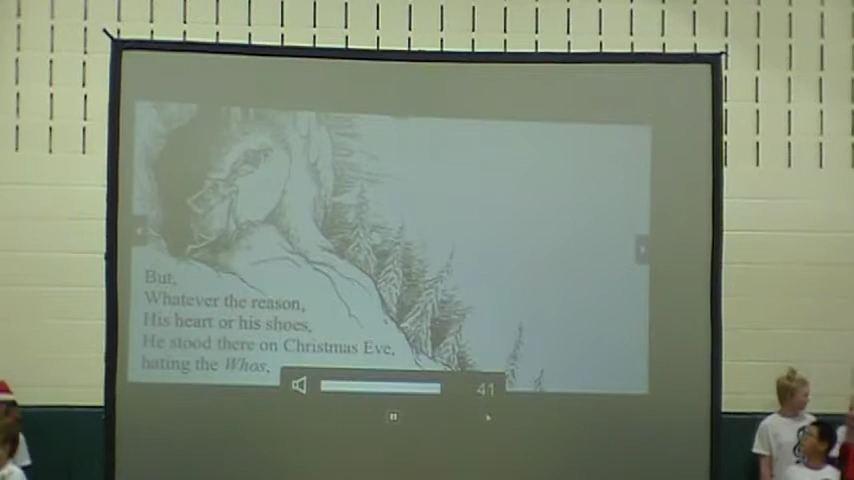 But,
Whatever the reason,
His heart or his shoes,
He stood there on Christmas Eve,
hating the Whos,
41